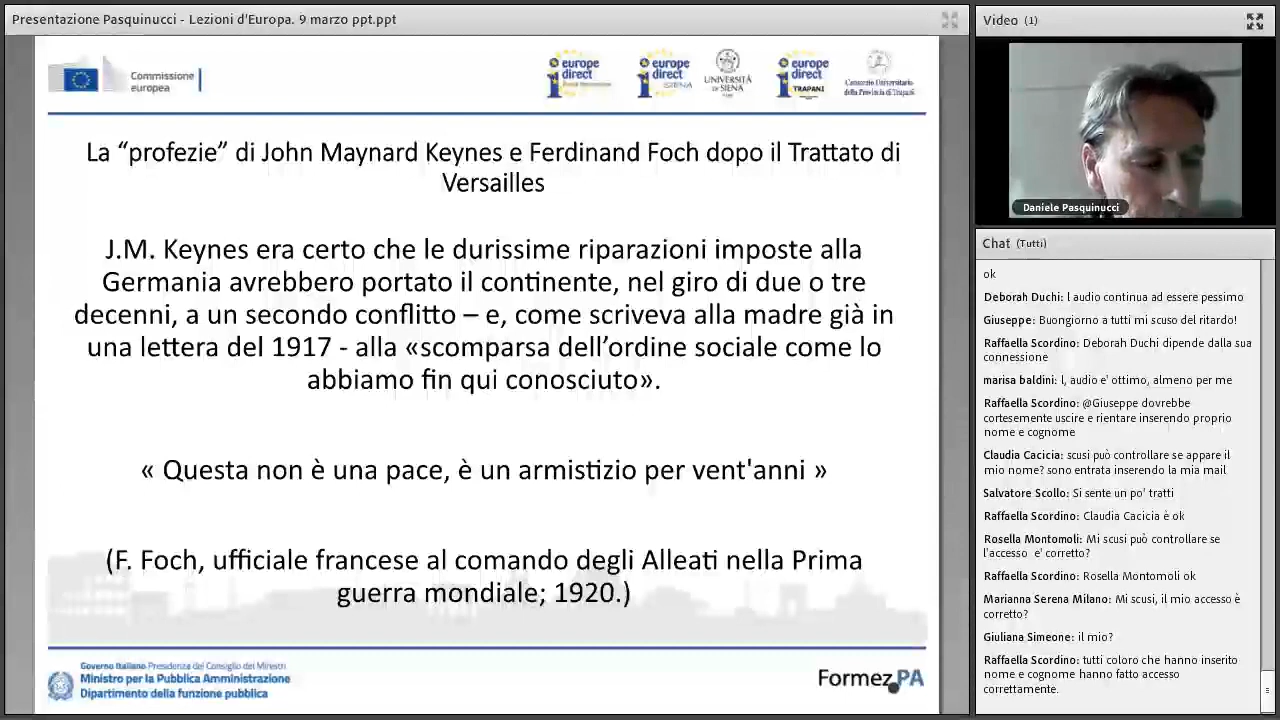 Presentazione Pasquinucci - Lezioni d'Europa. 9 marzo ppt.ppt
Commissione
europea
europe
direct
europe
direct
SIENA
UNIVERSITÀ
DI SIENA
europe
direct
TRAPANI
Consorzio Universitario
della Provincia di Trapani
La “profezie” di John Maynard Keynes e Ferdinand Foch dopo il Trattato di
Versailles
J.M. Keynes era certo che le durissime riparazioni imposte alla
Germania avrebbero portato il continente, nel giro di due o tre
decenni, a un secondo conflitto – e, come scriveva alla madre già in
una lettera del 1917 - alla «scomparsa dell’ordine sociale come lo
abbiamo fin qui conosciuto».
« Questa non è una pace, è un armistizio per vent'anni »
(F. Foch, ufficiale francese al comando degli Alleati nella Prima
guerra mondiale; 1920.)
Governo Italiano Presidenza del Consiglio dei Ministri
Ministro per la Pubblica Amministrazione
Dipartimento della funzione pubblica
Formez PA
Video (1)
Daniele Pasquinucci
Chat (Tutti)
ok
Deborah Duchi: l audio continua ad essere pessimo
Giuseppe: Buongiorno a tutti mi scuso del ritardo!
Raffaella Scordino: Deborah Duchi dipende dalla sua
connessione
marisa baldini: l, audio e' ottimo, almeno per me
Raffaella Scordino: @Giuseppe dovrebbe
cortesemente uscire e rientare inserendo proprio
nome e cognome
Claudia Cacicia: scusi può controllare se appare il
mio nome? sono entrata inserendo la mia mail
Salvatore Scollo: Si sente un po' tratti
Raffaella Scordino: Claudia Cacicia è ok
Rosella Montomoli: Mi scusi può controllare se
l'accesso e' corretto?
Raffaella Scordino: Rosella Montomoli ok
Marianna Serena Milano: Mi scusi, il mio accesso è
corretto?
Giuliana Simeone: il mio?
Raffaella Scordino: tutti coloro che hanno inserito
nome e cognome hanno fatto accesso
correttamente.